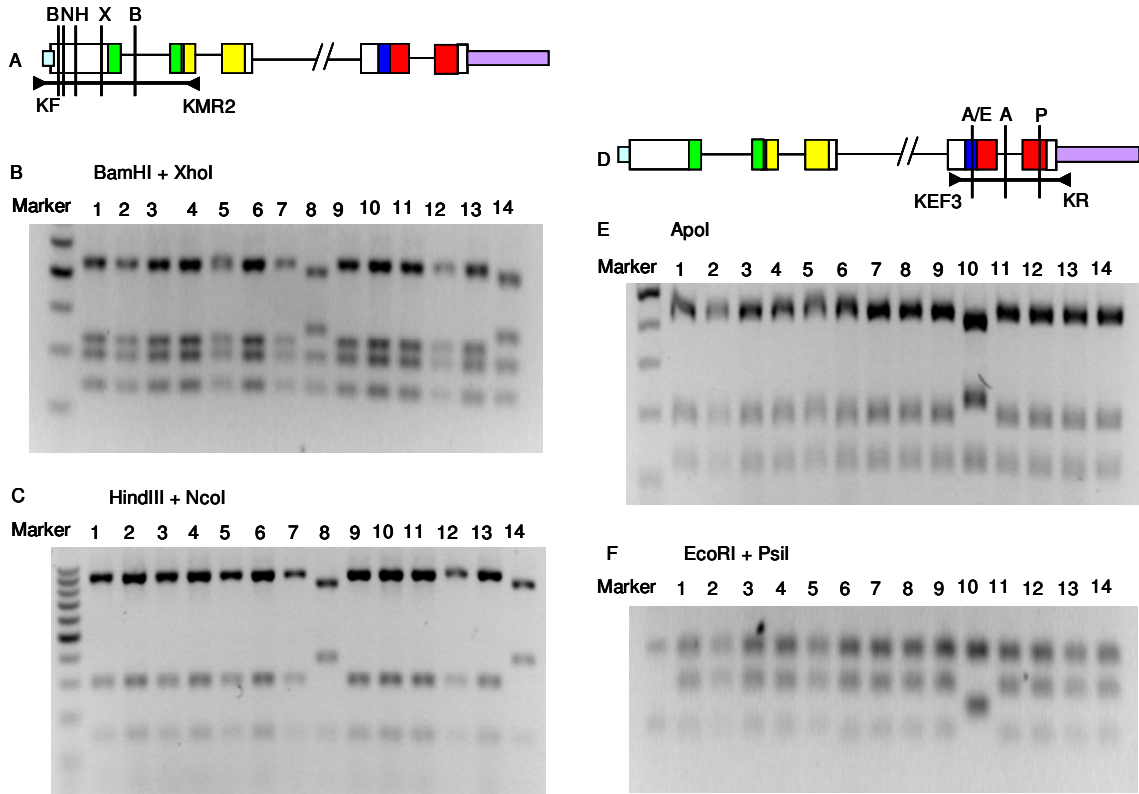 A
B N H X B
KF
KMR2
B
BamHI + XhoI
Marker
1 2 3 4 5 6 7 8 9 10 11 12 13 14
C
HindIII + NcoI
Marker
1 2 3 4 5 6 7 8 9 10 11 12 13 14
D
A/E A P
KEF3
KR
E
ApoI
Marker
1 2 3 4 5 6 7 8 9 10 11 12 13 14
F
EcoRI + PsiI
Marker
1 2 3 4 5 6 7 8 9 10 11 12 13 14